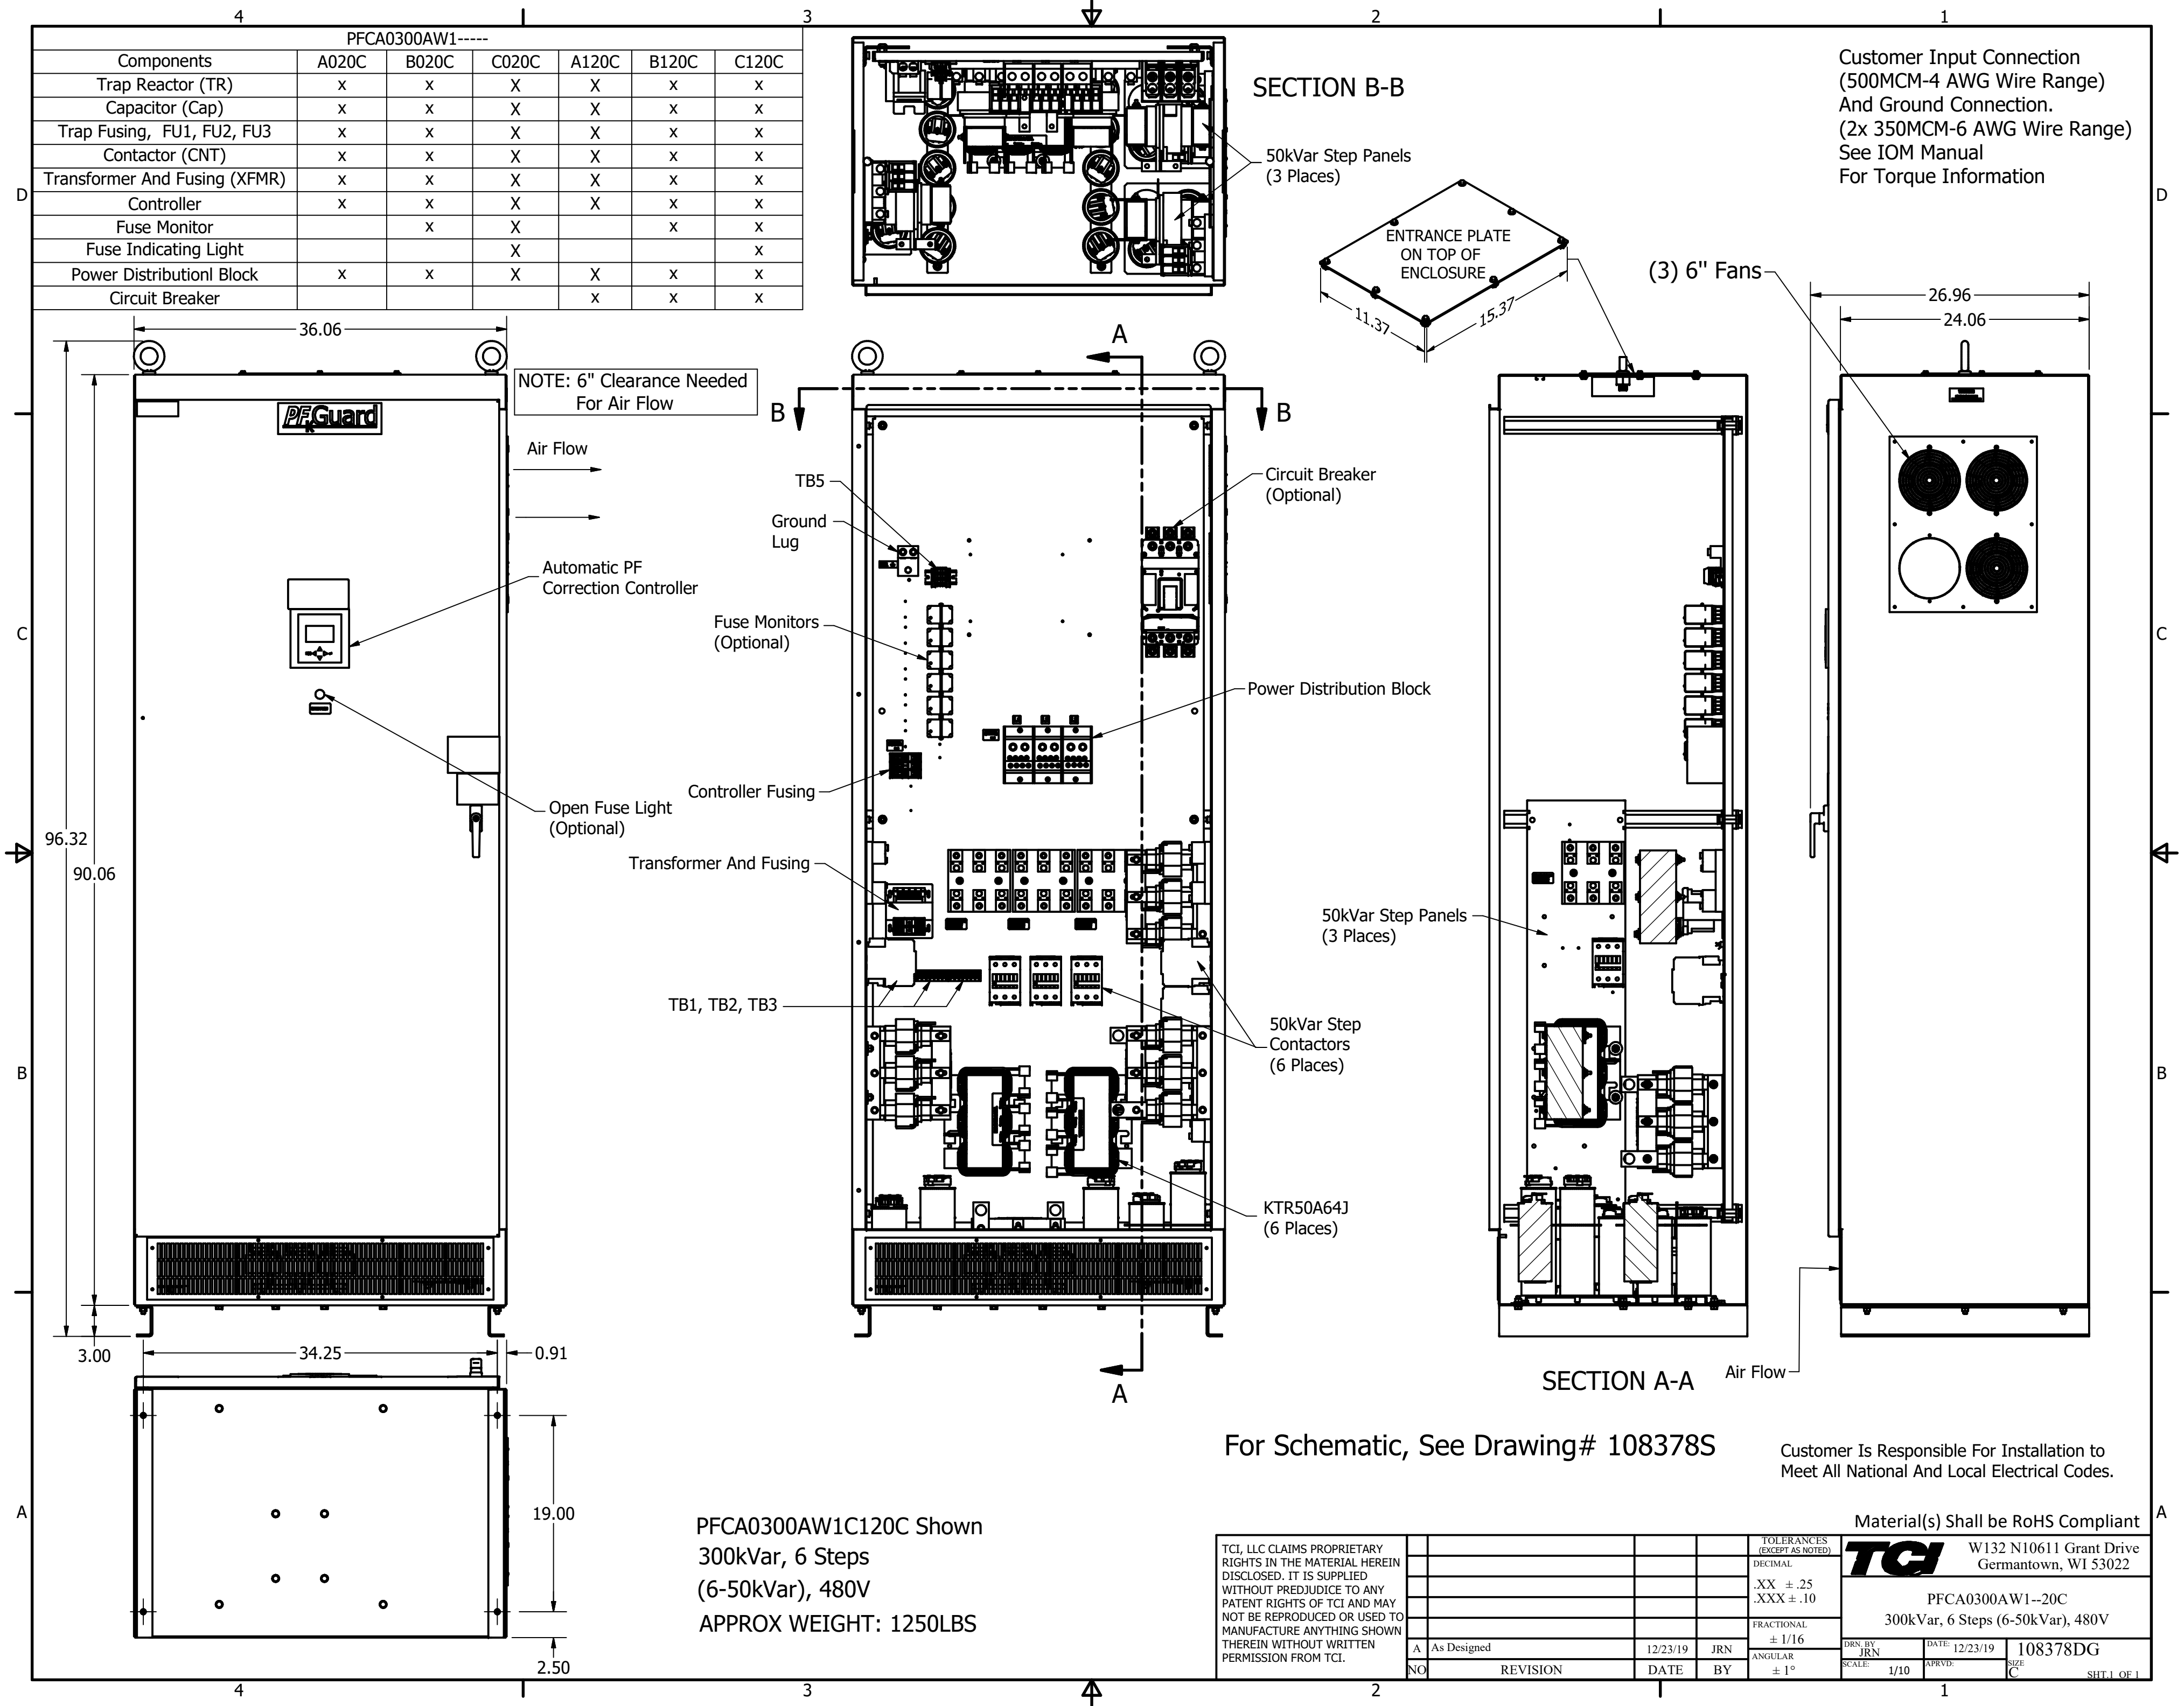 4
3
2
1
PFCA0300AW1-----
Components A020C B020C C020C A120C B120C C120C
Trap Reactor (TR) x x X X x x
Capacitor (Cap) x x X X x x
Trap Fusing, FU1, FU2, FU3 x x X X x x
Contactor (CNT) x x X X x x
Transformer And Fusing (XFMR) x x X X x x
Controller x x X X x x
Fuse Monitor x X x x
Fuse Indicating Light X x
Power Distributionl Block x x X X x x
Circuit Breaker x x x
SECTION B-B
50kVar Step Panels
(3 Places)
Customer Input Connection
(500MCM-4 AWG Wire Range)
And Ground Connection.
(2x 350MCM-6 AWG Wire Range)
See IOM Manual
For Torque Information
D
D
ENTRANCE PLATE
ON TOP OF
ENCLOSURE
11.37
15.37
(3) 6" Fans
26.96
24.06
36.06
NOTE: 6" Clearance Needed
For Air Flow
PFGuard
Air Flow
A
B
B
TB5
Ground
Lug
Circuit Breaker
(Optional)
Automatic PF
Correction Controller
Fuse Monitors
(Optional)
C
C
Power Distribution Block
Controller Fusing
Open Fuse Light
(Optional)
96.32
90.06
Transformer And Fusing
50kVar Step Panels
(3 Places)
TB1, TB2, TB3
50kVar Step
Contactors
(6 Places)
B
B
KTR50A64J
(6 Places)
3.00
34.25
0.91
A
SECTION A-A
Air Flow
19.00
2.50
For Schematic, See Drawing# 108378S
Customer Is Responsible For Installation to
Meet All National And Local Electrical Codes.
A
A
PFCA0300AW1C120C Shown
300kVar, 6 Steps
(6-50kVar), 480V
APPROX WEIGHT: 1250LBS
Material(s) Shall be RoHS Compliant
TCI, LLC CLAIMS PROPRIETARY
RIGHTS IN THE MATERIAL HEREIN
DISCLOSED. IT IS SUPPLIED
WITHOUT PREDJUDICE TO ANY
PATENT RIGHTS OF TCI AND MAY
NOT BE REPRODUCED OR USED TO
MANUFACTURE ANYTHING SHOWN
THEREIN WITHOUT WRITTEN
PERMISSION FROM TCI.
A As Designed 12/23/19 JRN
NO REVISION DATE BY
TOLERANCES
(EXCEPT AS NOTED)
DECIMAL
.XX ± .25
.XXX ± .10
FRACTIONAL
± 1/16
ANGULAR
± 1°
TCI
W132 N10611 Grant Drive
Germantown, WI 53022
PFCA0300AW1--20C
300kVar, 6 Steps (6-50kVar), 480V
DRN. BY
JRN
DATE: 12/23/19
108378DG
SCALE: 1/10
APRVD:
SIZE
C
SHT.1 OF 1
4
3
2
1